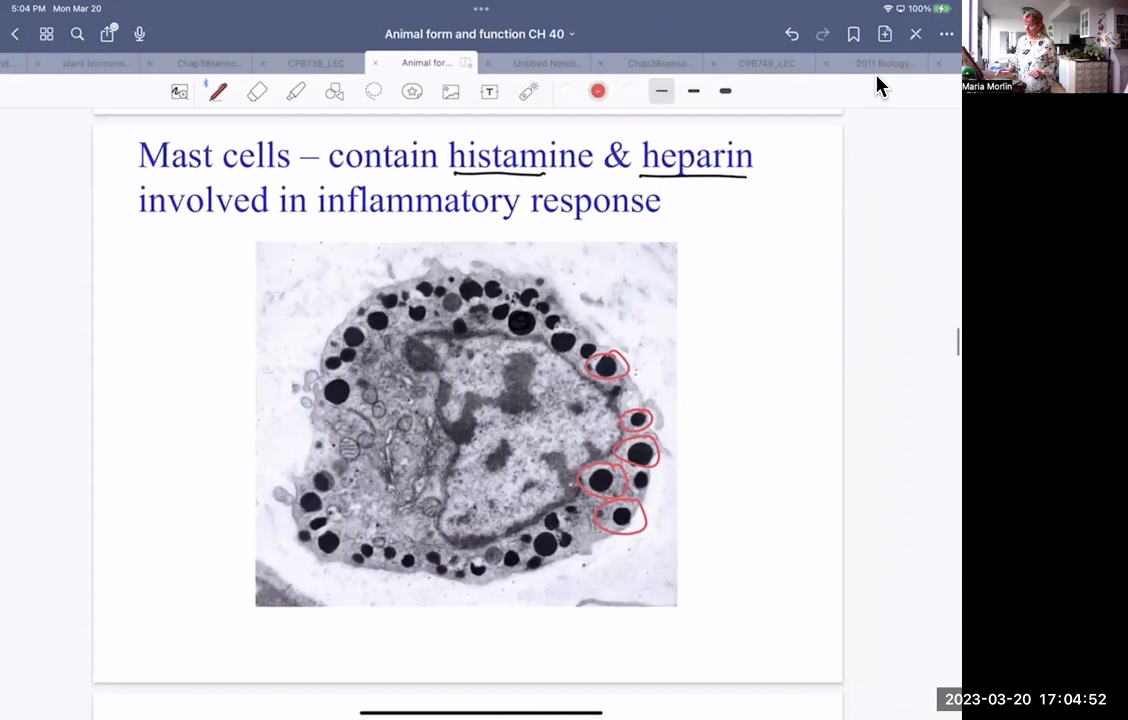 5:04 PM Mon Mar 20
100%
Animal form and function CH 40
plant hormone...
Chap38senso...
CPB738_LEC
Animal for...
Untitled Noteb...
Chap38senso...
CPB749_LEC
2011 Biology...
Maria Morlin
Mast cells – contain histamine & heparin
involved in inflammatory response
2023-03-20 17:04:52